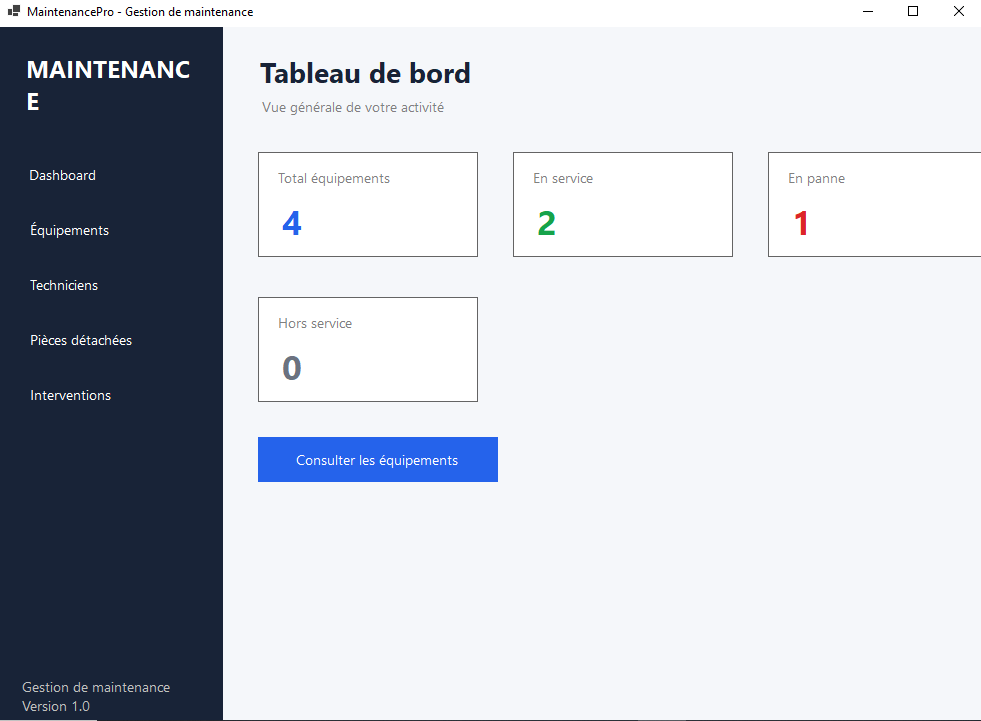 MaintenancePro - Gestion de maintenance
MAINTENANC
E
Dashboard
Équipements
Techniciens
Pièces détachées
Interventions
Gestion de maintenance
Version 1.0
Tableau de bord
Vue générale de votre activité
Total équipements
4
En service
2
En panne
1
Hors service
0
Consulter les équipements